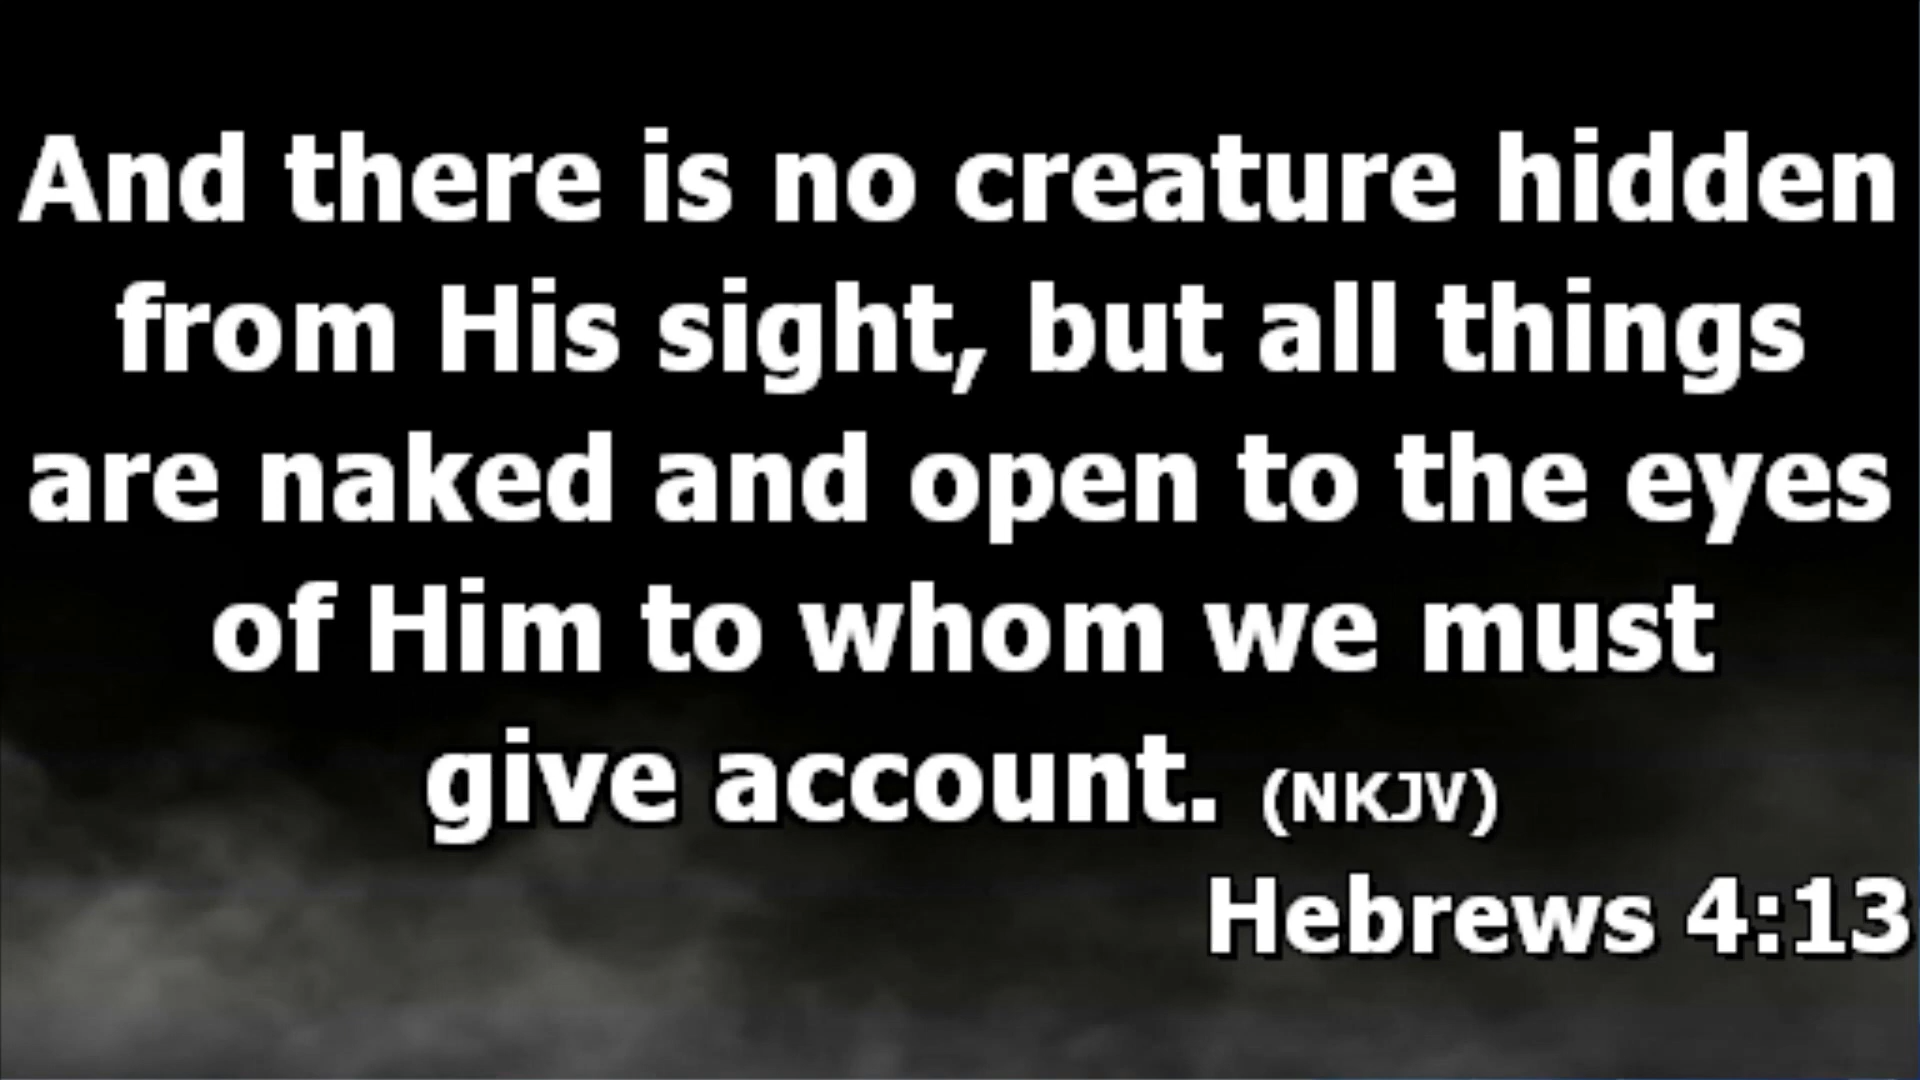 And there is no creature hidden
from His sight, but all things
are naked and open to the eyes
of Him to whom we must
give account. (NKJV)
Hebrews 4:13